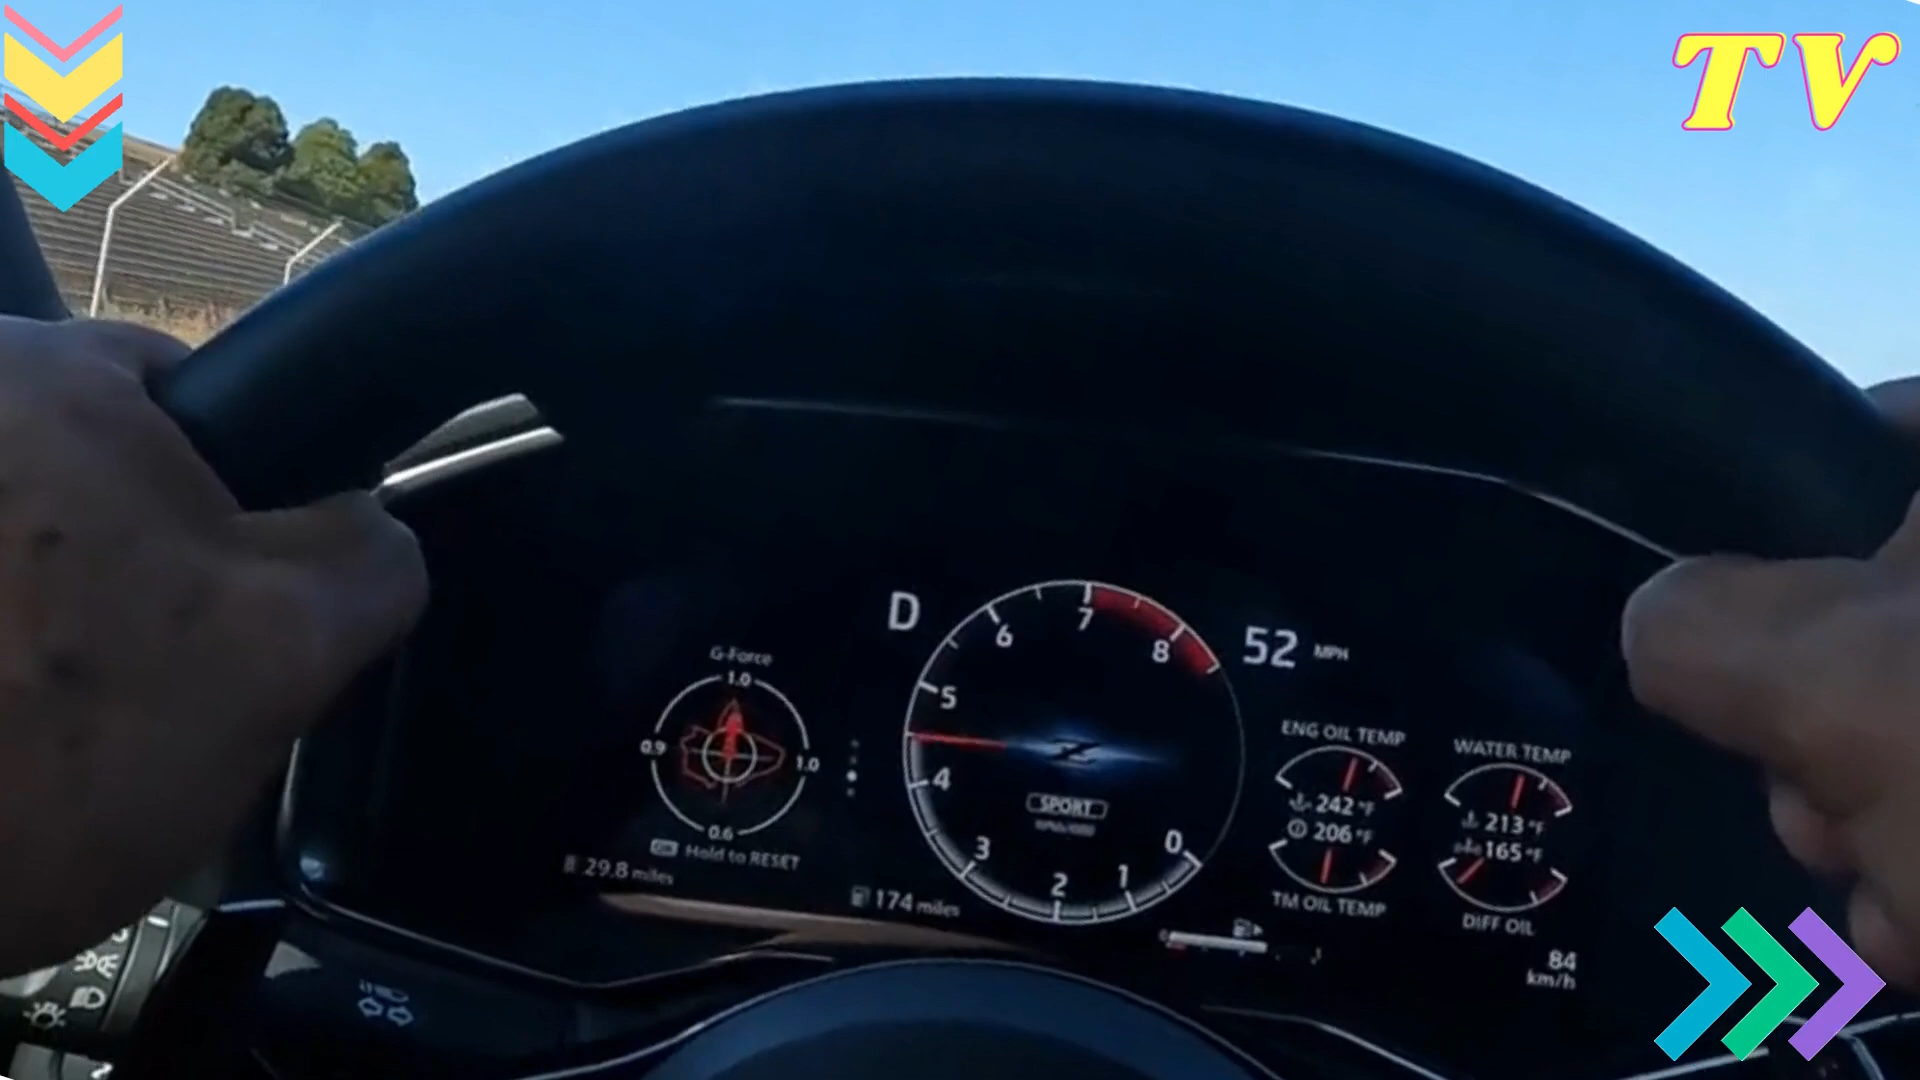 TV
D
7
6
8
52 MPH
G-Force
1.0
5
ENG OIL TEMP
WATER TEMP
0.9
1.0
Z
4
SPORT
242 °F
213 °F
206 °F
165 °F
0.6
3
0
OK Hold to RESET
29.8 miles
2
1
174 miles
TM OIL TEMP
DIFF OIL
84
km/h